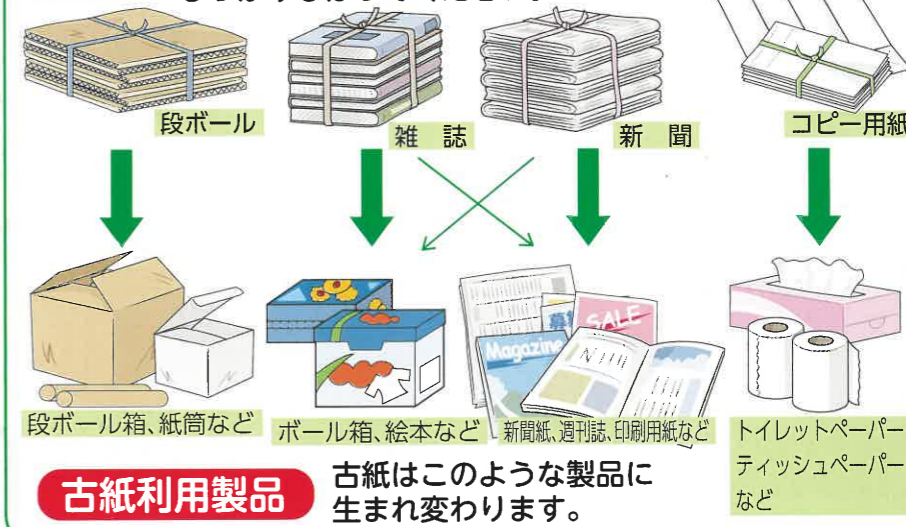 段ボール
雑 誌
新 聞
コピー用紙
段ボール箱、紙筒など
ボール箱、絵本など
Magazine
SALE
新聞紙、週刊誌、印刷用紙など
トイレットペーパー
ティッシュペーパー
など
古紙利用製品
古紙はこのような製品に
生まれ変わります。